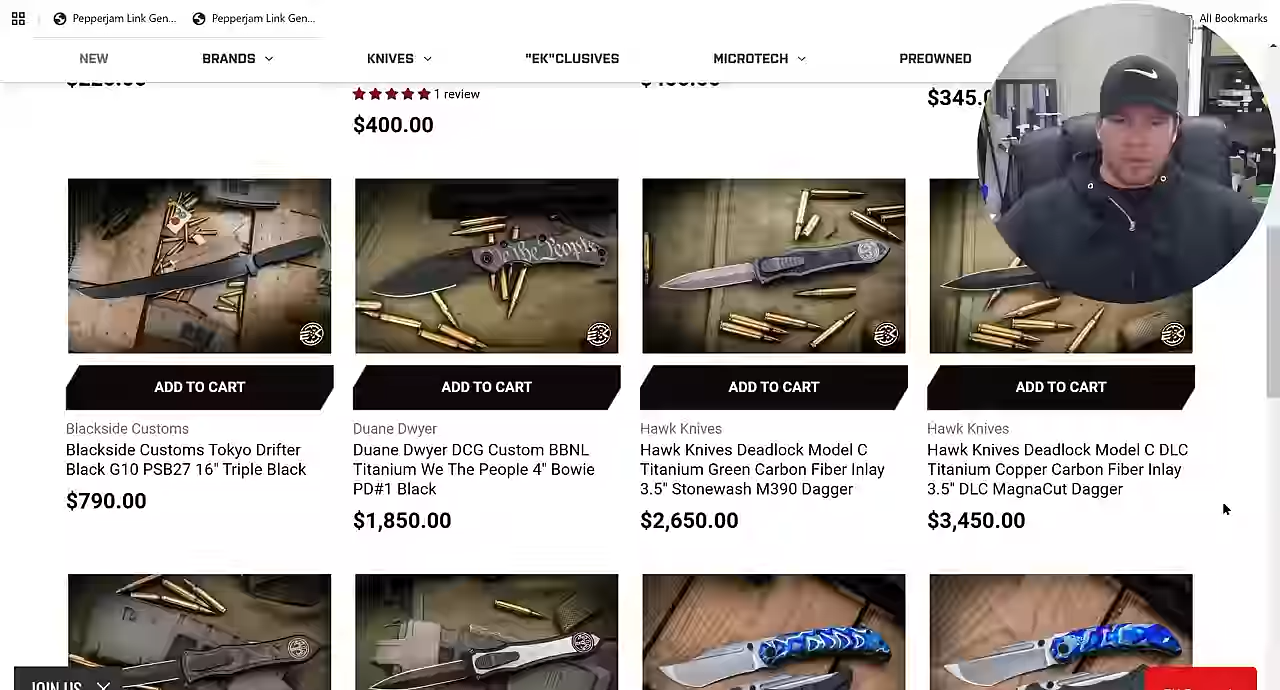 Pepperjam Link Gen... Pepperjam Link Gen... All Bookmarks
NEW BRANDS KNIVES "EK"CLUSIVES MICROTECH PREOWNED
1 review
$400.00
We the People
ADD TO CART ADD TO CART ADD TO CART ADD TO CART
Blackside Customs
Blackside Customs Tokyo Drifter
Black G10 PSB27 16" Triple Black
$790.00
Duane Dwyer
Duane Dwyer DCG Custom BBNL
Titanium We The People 4" Bowie
PD#1 Black
$1,850.00
Hawk Knives
Hawk Knives Deadlock Model C
Titanium Green Carbon Fiber Inlay
3.5" Stonewash M390 Dagger
$2,650.00
Hawk Knives
Hawk Knives Deadlock Model C DLC
Titanium Copper Carbon Fiber Inlay
3.5" DLC MagnaCut Dagger
$3,450.00
JOIN US